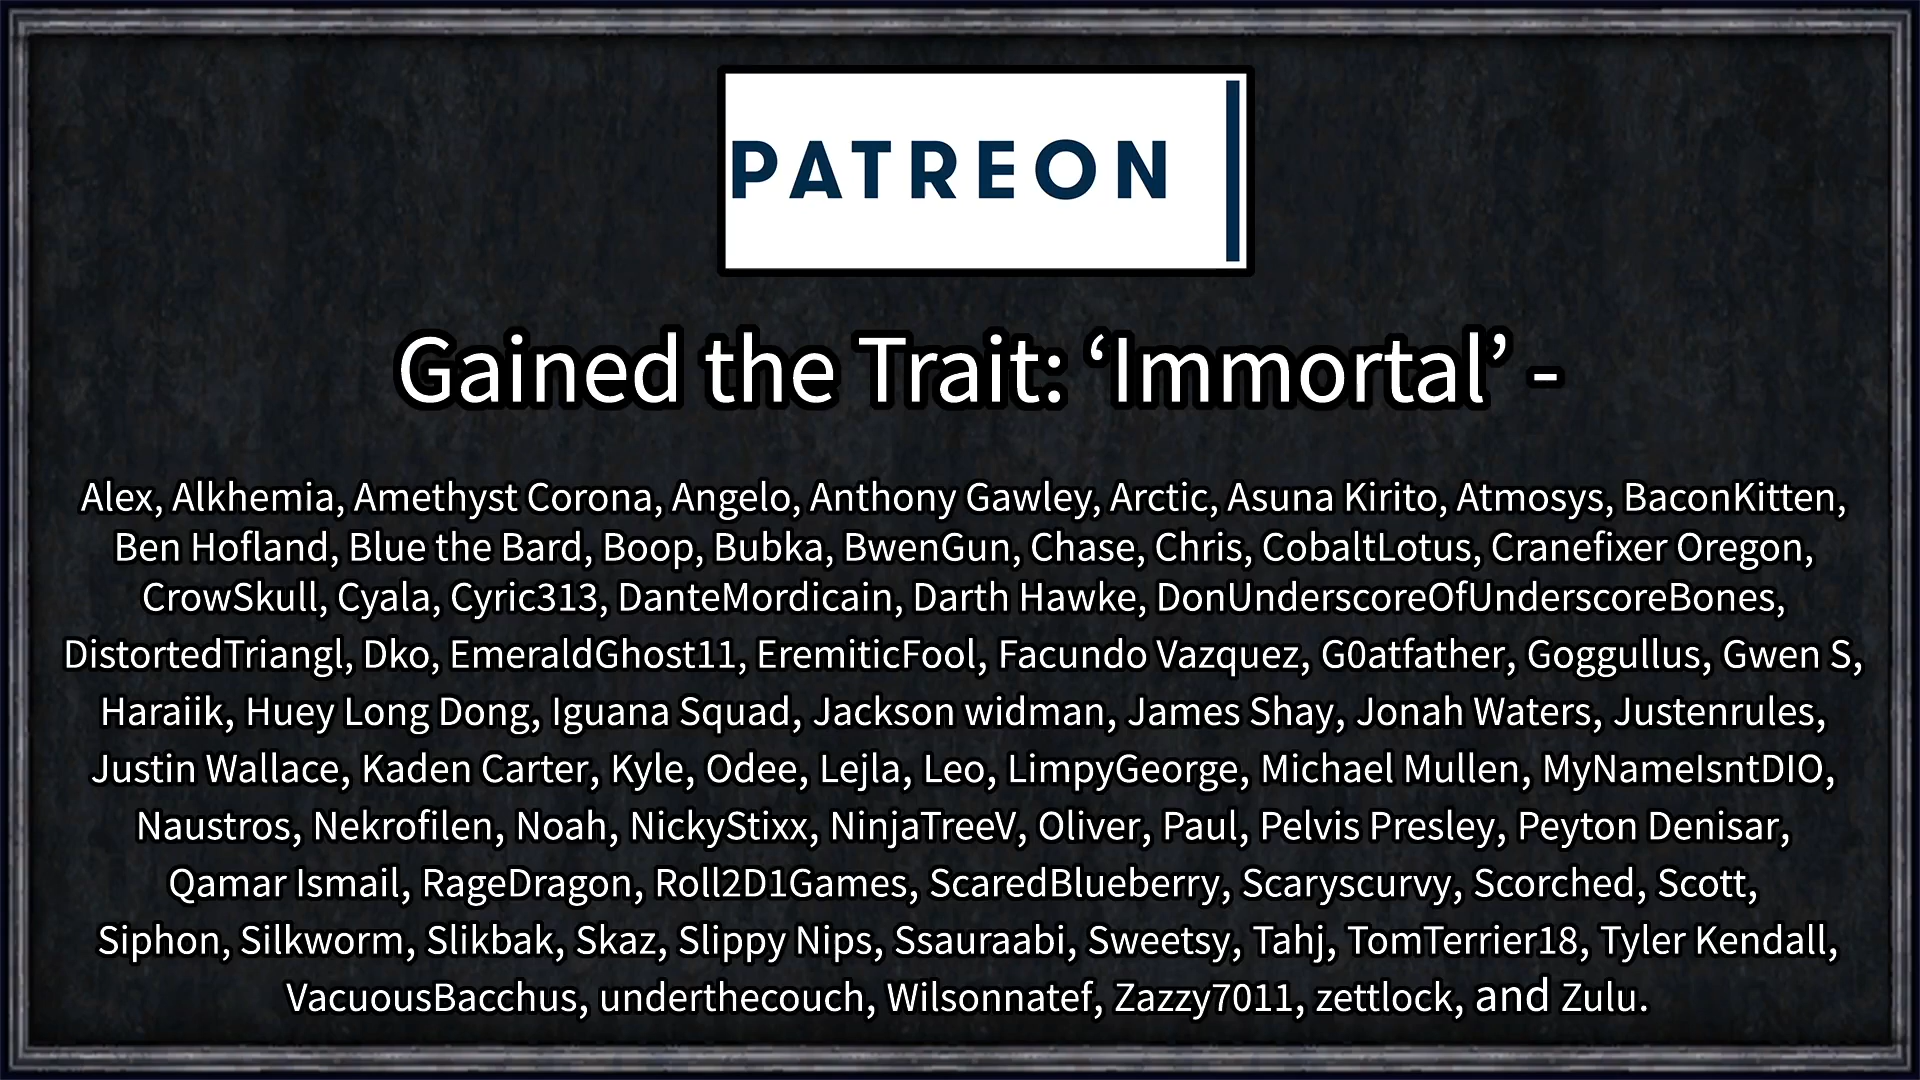 PATREON
Gained the Trait: ‘Immortal’ -
Alex, Alkhemia, Amethyst Corona, Angelo, Anthony Gawley, Arctic, Asuna Kirito, Atmosys, BaconKitten,
Ben Hofland, Blue the Bard, Boop, Bubka, BwenGun, Chase, Chris, CobaltLotus, Cranefixer Oregon,
CrowSkull, Cyala, Cyric313, DanteMordicain, Darth Hawke, DonUnderscoreOfUnderscoreBones,
DistortedTriangl, Dko, EmeraldGhost11, EremiticFool, Facundo Vazquez, G0atfather, Goggullus, Gwen S,
Haraiik, Huey Long Dong, Iguana Squad, Jackson widman, James Shay, Jonah Waters, Justenrules,
Justin Wallace, Kaden Carter, Kyle, Odee, Lejla, Leo, LimpyGeorge, Michael Mullen, MyNameIsntDIO,
Naustros, Nekrofilen, Noah, NickyStixx, NinjaTreeV, Oliver, Paul, Pelvis Presley, Peyton Denisar,
Qamar Ismail, RageDragon, Roll2D1Games, ScaredBlueberry, Scaryscurvy, Scorched, Scott,
Siphon, Silkworm, Slikbak, Skaz, Slippy Nips, Ssauraabi, Sweetsy, Tahj, TomTerrier18, Tyler Kendall,
VacuousBacchus, underthecouch, Wilsonnatef, Zazzy7011, zettlock, and Zulu.